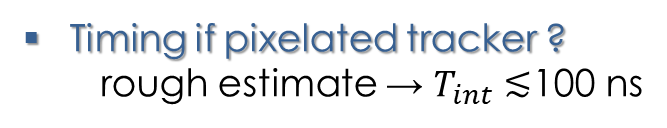 ▪ Timing if pixelated tracker ?
rough estimate → T_int ≲100 ns